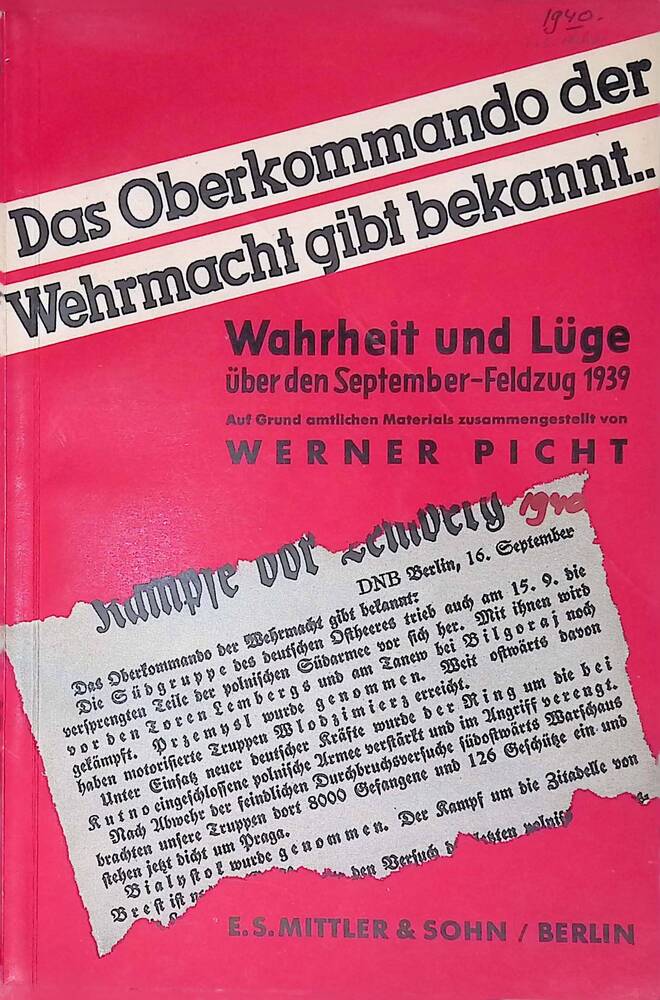 1940.
Das Oberkommando der
Wehrmacht gibt bekannt..
Wahrheit und Lüge
über den September-Feldzug 1939
Auf Grund amtlichen Materials zusammengestellt von
WERNER PICHT
Kämpfe vor Lemberg 1940
DNB Berlin, 16. September
Das Oberkommando der Wehrmacht gibt bekannt:
Die Südgruppe des deutschen Ostheeres trieb auch am 15. 9. die
versprengten Teile der polnischen Südarmee vor sich her. Mit ihnen wird
vor den Toren Lembergs und am Tanew bei Bilgoraj noch
gekämpft. Przemysl wurde genommen. Weit ostwärts davon
haben motorisierte Truppen Wlodzimierz erreicht.
Unter Einsatz neuer deutscher Kräfte wurde der Ring um die bei
Kutno eingeschlossene polnische Armee verstärkt und im Angriff verengt.
Nach Abwehr der feindlichen Durchbruchsversuche südostwärts Warschaus
brachten unsere Truppen dort 8000 Gefangene und 126 Geschütze ein und
stehen jetzt dicht um Praga.
Bialystok wurde genommen. Der Kampf um die Zitadelle von
Brest ist
den Versuch
E. S. MITTLER & SOHN / BERLIN